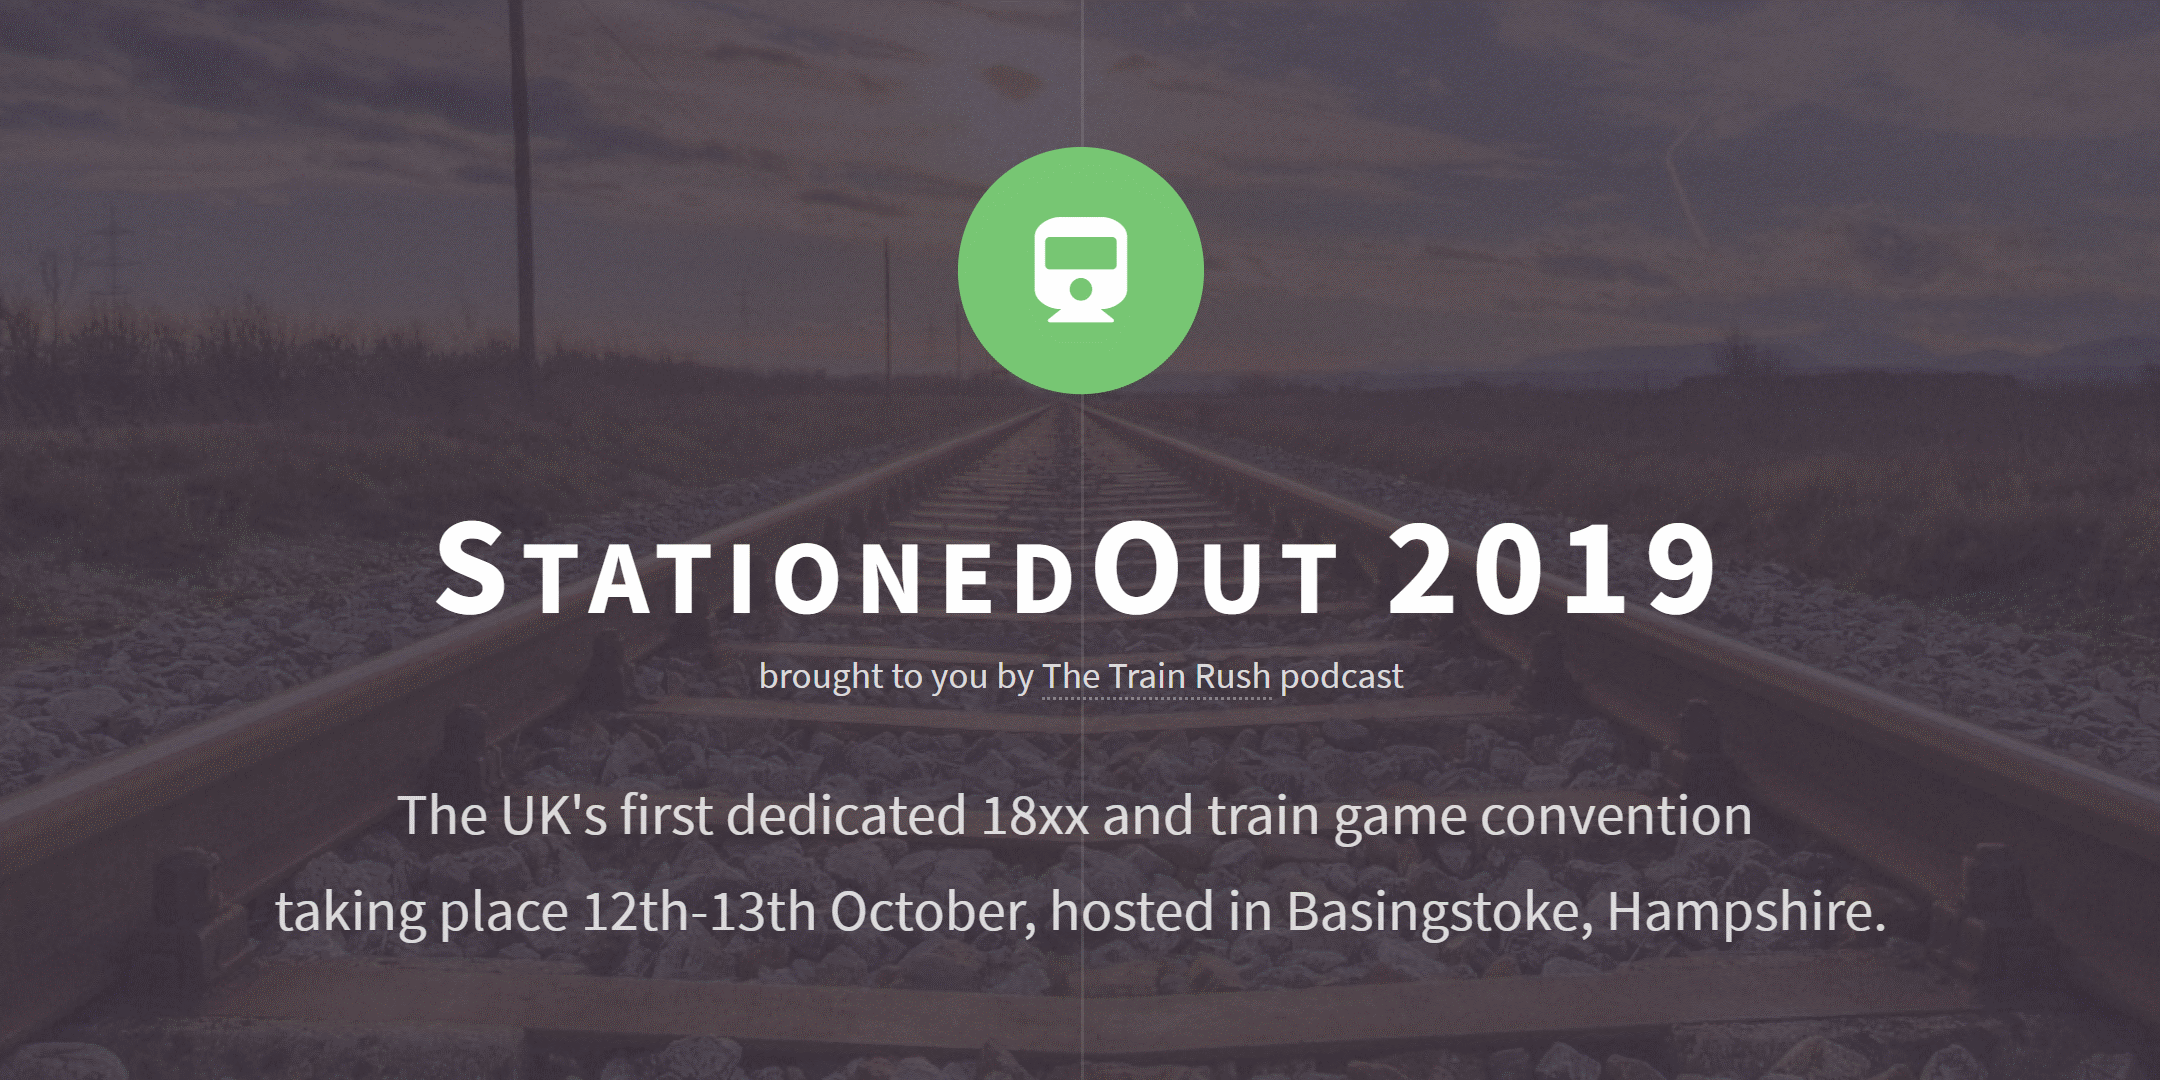 StationedOut 2019
brought to you by The Train Rush podcast
The UK's first dedicated 18xx and train game convention
taking place 12th-13th October, hosted in Basingstoke, Hampshire.